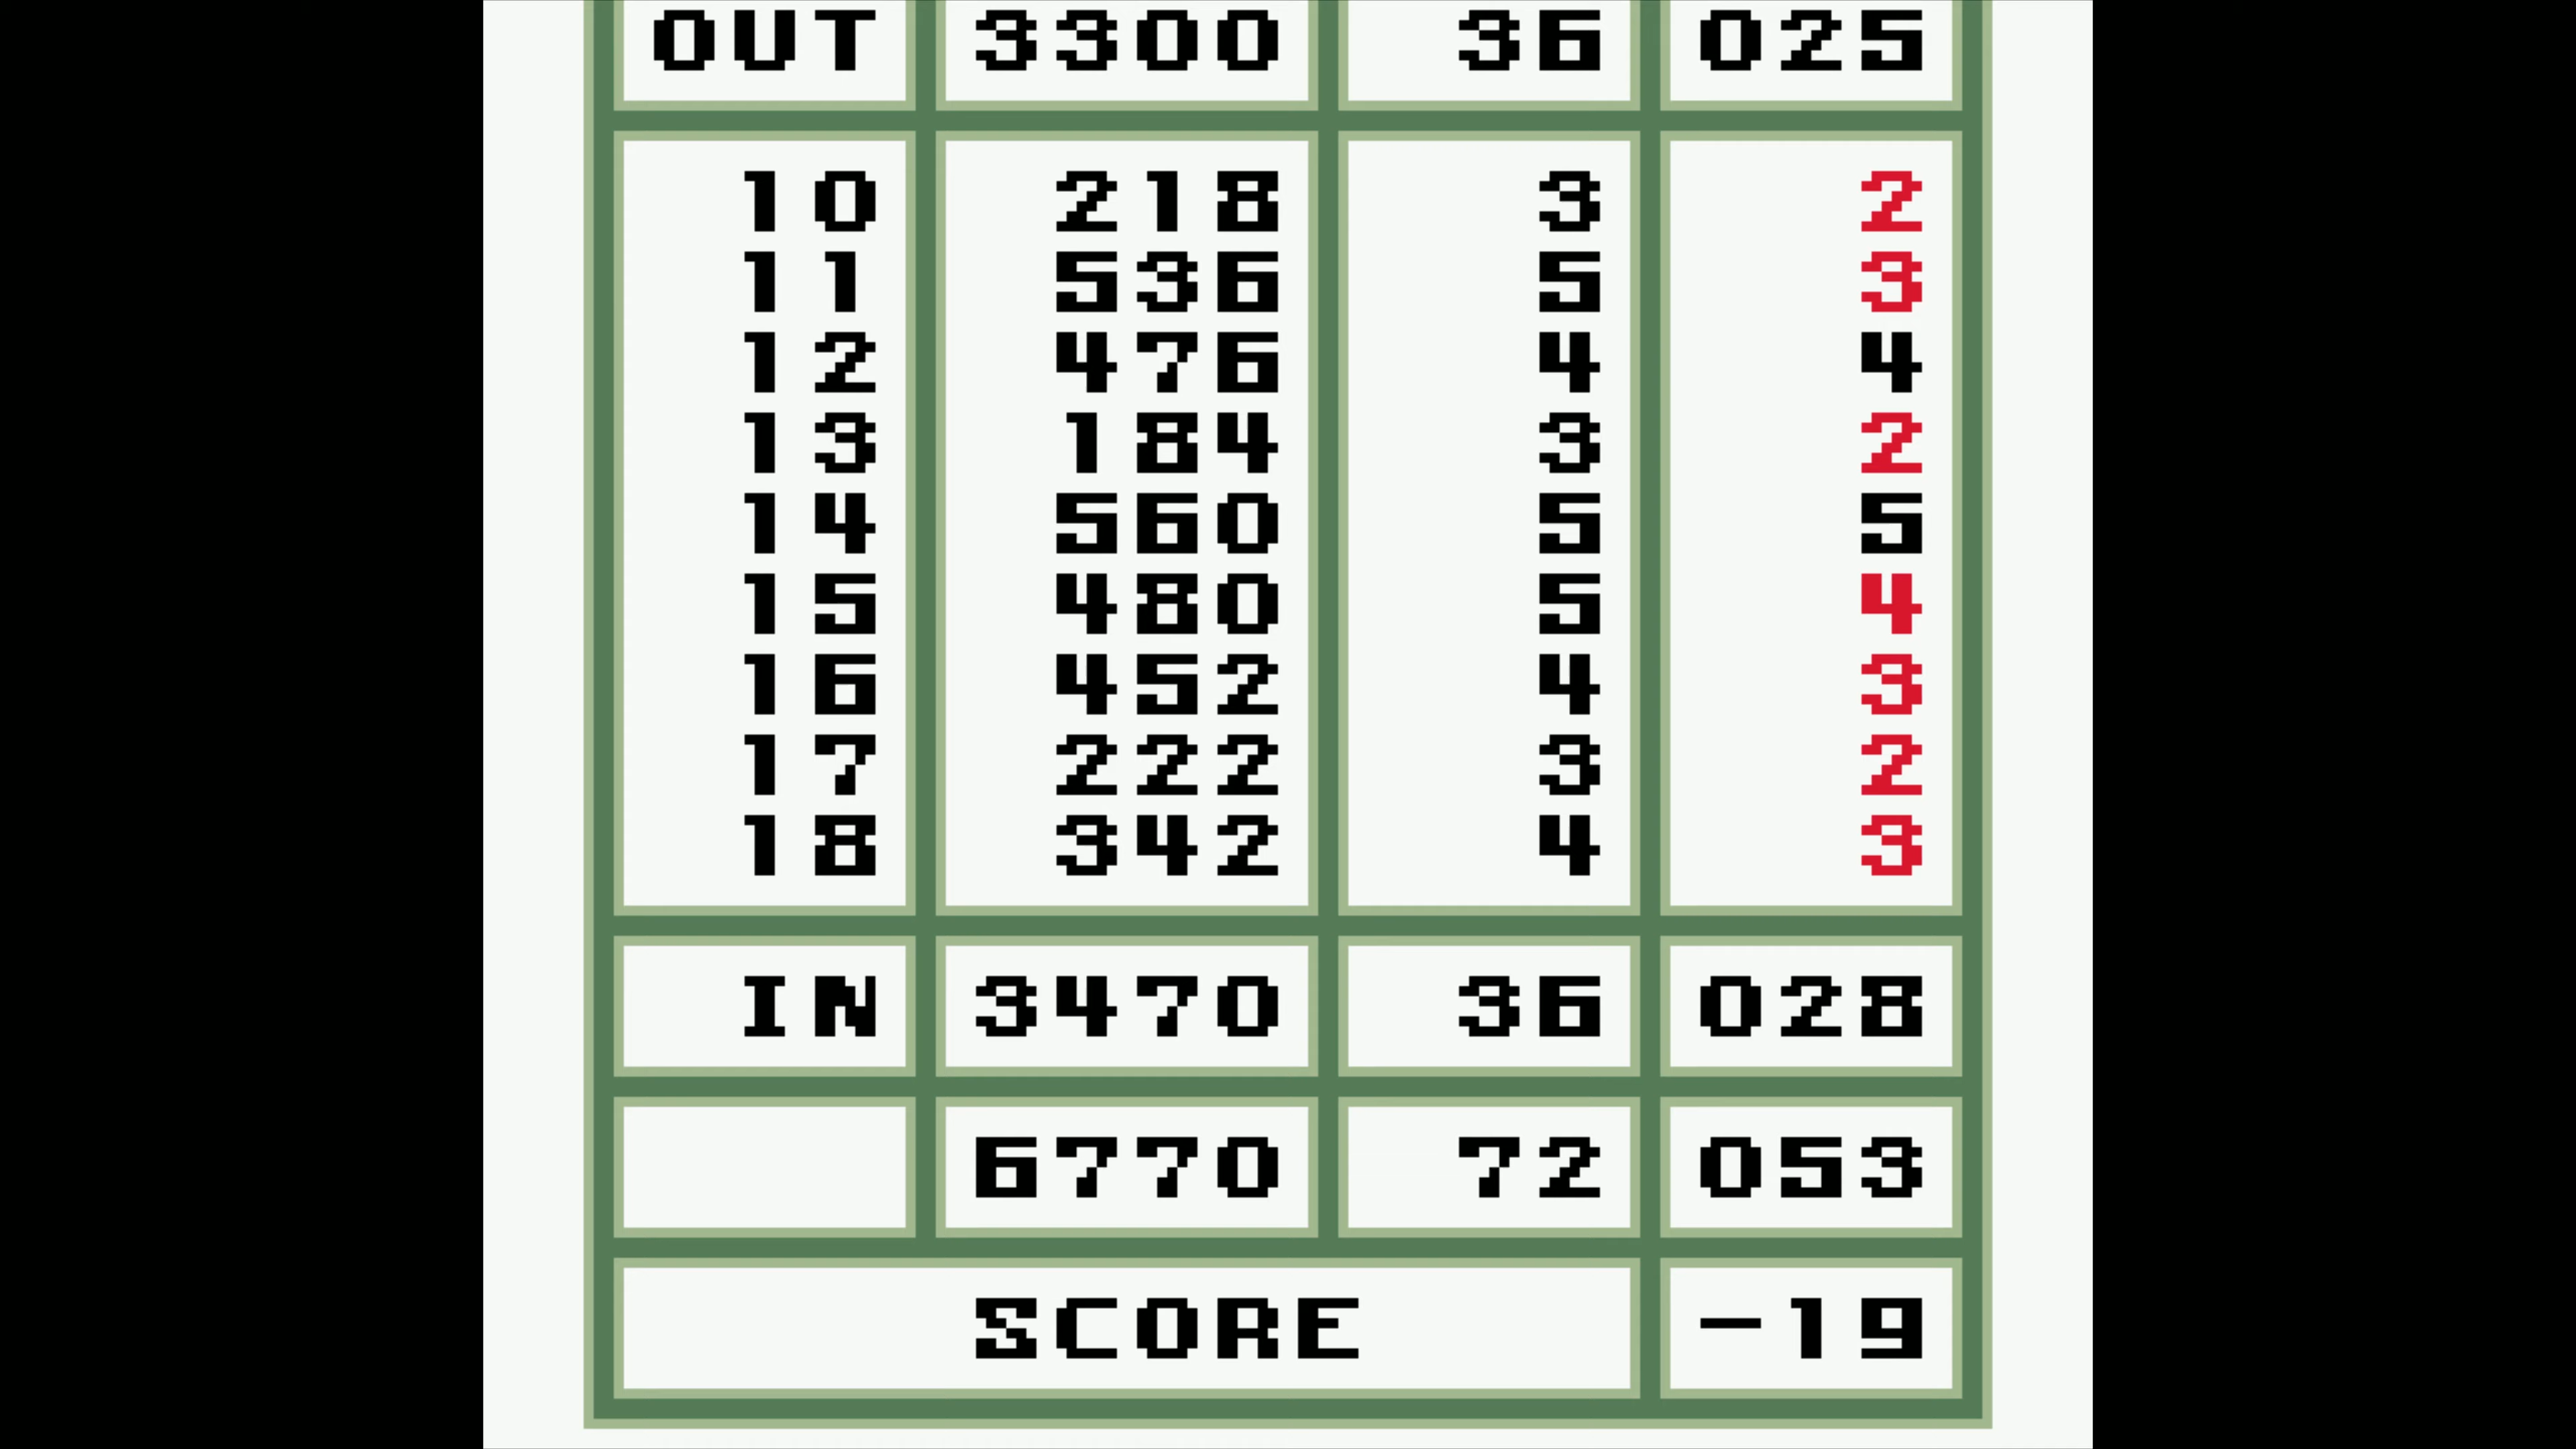 OUT 3300 36 025
10 218 3 2
11 536 5 3
12 476 4 4
13 184 3 2
14 560 5 5
15 480 5 4
16 452 4 3
17 222 3 2
18 342 4 3
IN 3470 36 028
6770 72 053
SCORE -19